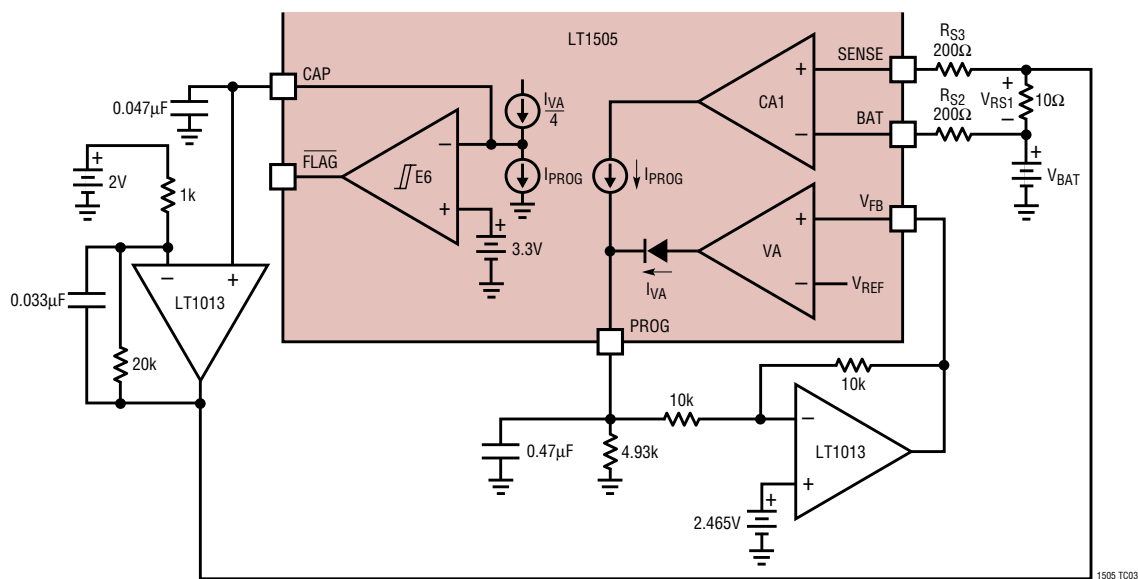 LT1505
CAP
0.047µF
FLAG
2V
1k
0.033µF
LT1013
20k
E6
3.3V
I_VA
4
I_PROG
CA1
I_PROG
VA
I_VA
V_REF
PROG
SENSE
BAT
V_FB
R_S3
200Ω
R_S2
200Ω
V_RS1
10Ω
V_BAT
10k
10k
0.47µF
4.93k
LT1013
2.465V
1505 TC03
+
−
+
−
+
−
+
−
+
−
+
−
+
+
+
+